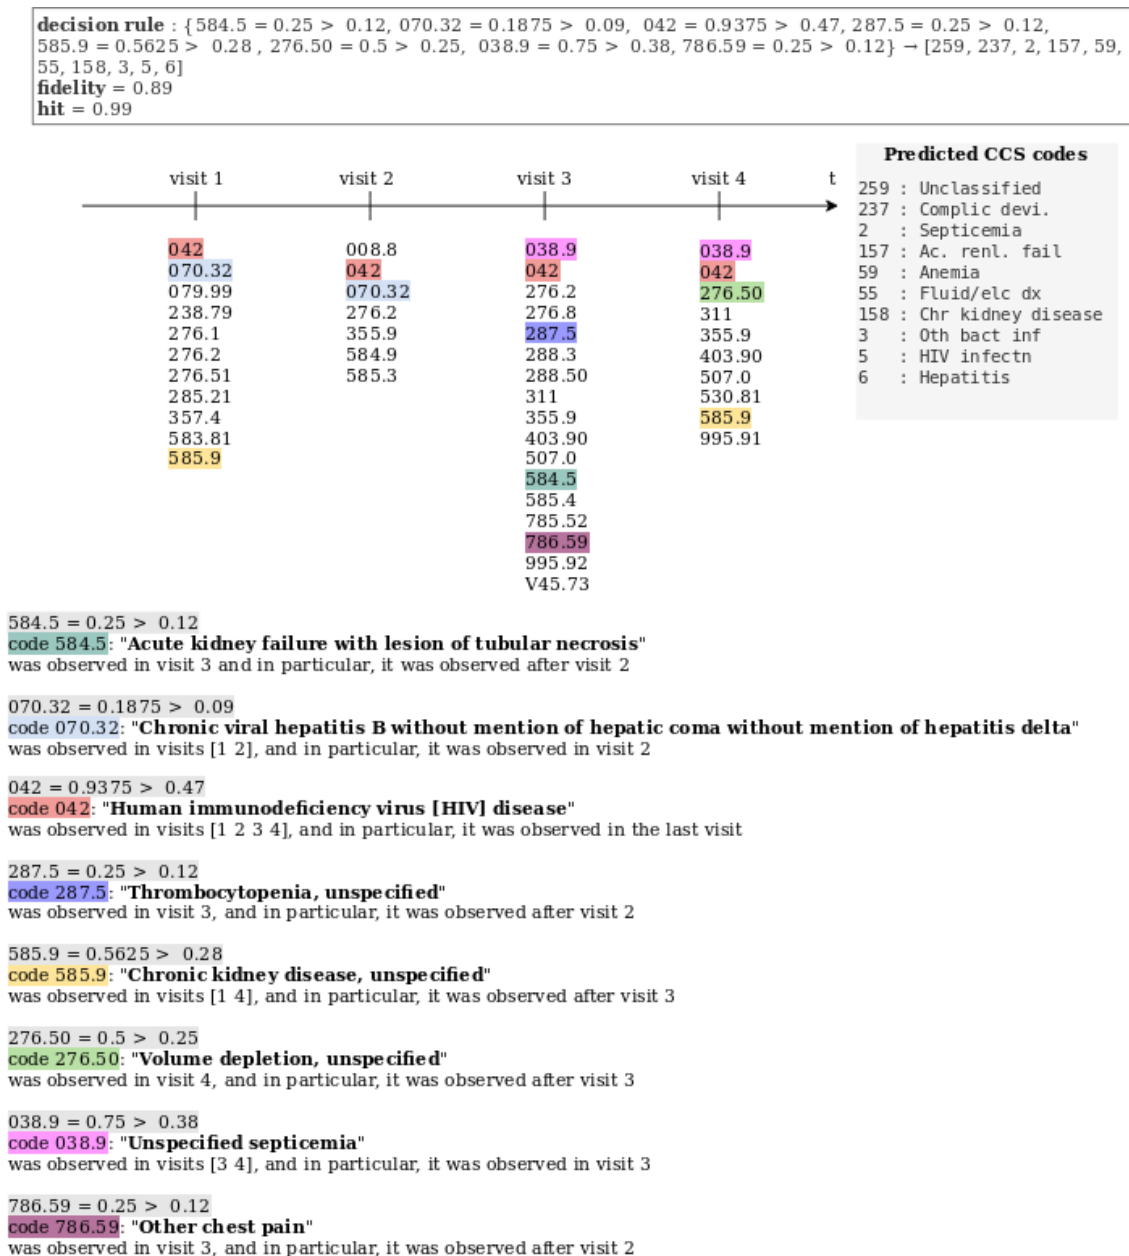 decision rule : {584.5 = 0.25 > 0.12, 070.32 = 0.1875 > 0.09, 042 = 0.9375 > 0.47, 287.5 = 0.25 > 0.12,
585.9 = 0.5625 > 0.28 , 276.50 = 0.5 > 0.25, 038.9 = 0.75 > 0.38, 786.59 = 0.25 > 0.12} → [259, 237, 2, 157, 59,
55, 158, 3, 5, 6]
fidelity = 0.89
hit = 0.99
visit 1
visit 2
visit 3
visit 4
t
042
070.32
079.99
238.79
276.1
276.2
276.51
285.21
357.4
583.81
585.9
008.8
042
070.32
276.2
355.9
584.9
585.3
038.9
042
276.2
276.8
287.5
288.3
288.50
311
355.9
403.90
507.0
584.5
585.4
785.52
786.59
995.92
V45.73
038.9
042
276.50
311
355.9
403.90
507.0
530.81
585.9
995.91
Predicted CCS codes
259 : Unclassified
237 : Complic devi.
2 : Septicemia
157 : Ac. renl. fail
59 : Anemia
55 : Fluid/elc dx
158 : Chr kidney disease
3 : Oth bact inf
5 : HIV infectn
6 : Hepatitis
584.5 = 0.25 > 0.12
code 584.5: "Acute kidney failure with lesion of tubular necrosis"
was observed in visit 3 and in particular, it was observed after visit 2
070.32 = 0.1875 > 0.09
code 070.32: "Chronic viral hepatitis B without mention of hepatic coma without mention of hepatitis delta"
was observed in visits [1 2], and in particular, it was observed in visit 2
042 = 0.9375 > 0.47
code 042: "Human immunodeficiency virus [HIV] disease"
was observed in visits [1 2 3 4], and in particular, it was observed in the last visit
287.5 = 0.25 > 0.12
code 287.5: "Thrombocytopenia, unspecified"
was observed in visit 3, and in particular, it was observed after visit 2
585.9 = 0.5625 > 0.28
code 585.9: "Chronic kidney disease, unspecified"
was observed in visits [1 4], and in particular, it was observed after visit 3
276.50 = 0.5 > 0.25
code 276.50: "Volume depletion, unspecified"
was observed in visit 4, and in particular, it was observed after visit 3
038.9 = 0.75 > 0.38
code 038.9: "Unspecified septicemia"
was observed in visits [3 4], and in particular, it was observed in visit 3
786.59 = 0.25 > 0.12
code 786.59: "Other chest pain"
was observed in visit 3, and in particular, it was observed after visit 2